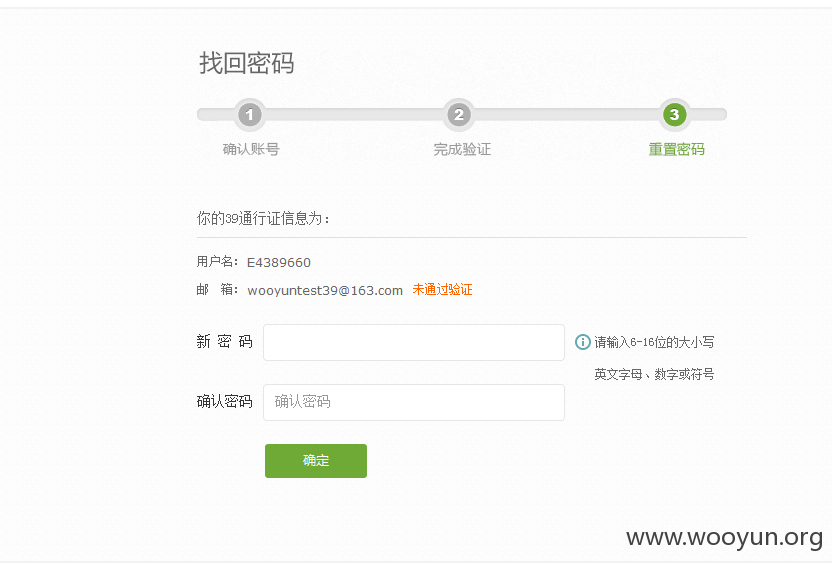 找回密码
1 2 3
确认账号 完成验证 重置密码
你的39通行证信息为：
用户名： E4389660
邮 箱： wooyuntest39@163.com 未通过验证
新 密 码 请输入6-16位的大小写
英文字母、数字或符号
确认密码 确认密码
确定
www.wooyun.org